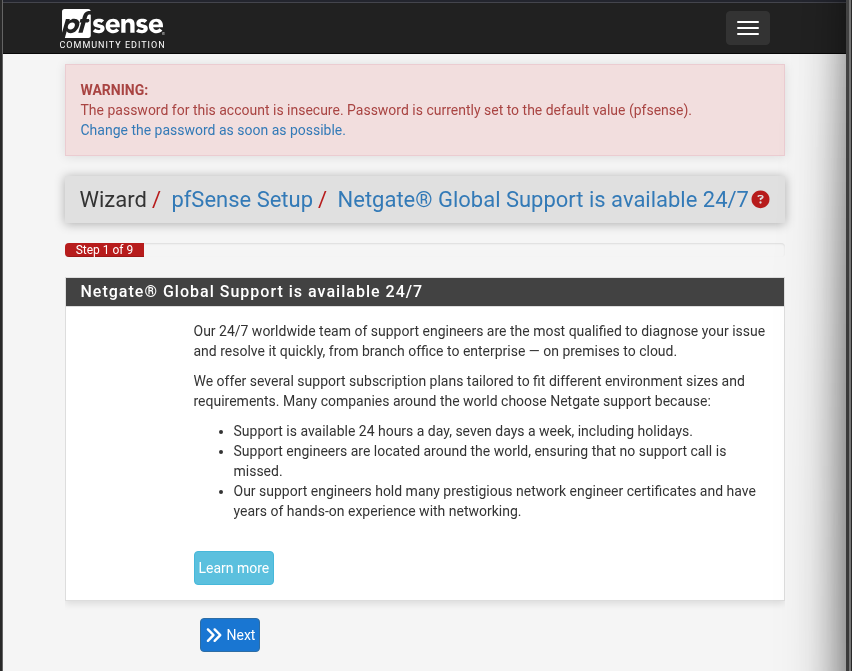 pfsense
COMMUNITY EDITION
WARNING:
The password for this account is insecure. Password is currently set to the default value (pfsense).
Change the password as soon as possible.
Wizard / pfSense Setup / Netgate® Global Support is available 24/7 ?
Step 1 of 9
Netgate® Global Support is available 24/7
Our 24/7 worldwide team of support engineers are the most qualified to diagnose your issue
and resolve it quickly, from branch office to enterprise — on premises to cloud.
We offer several support subscription plans tailored to fit different environment sizes and
requirements. Many companies around the world choose Netgate support because:
• Support is available 24 hours a day, seven days a week, including holidays.
• Support engineers are located around the world, ensuring that no support call is
missed.
• Our support engineers hold many prestigious network engineer certificates and have
years of hands-on experience with networking.
Learn more
Next